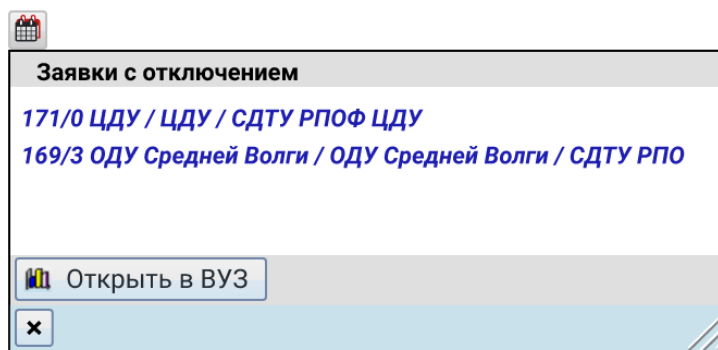 Заявки с отключением
171/0 ЦДУ / ЦДУ / СДТУ РПОФ ЦДУ
169/3 ОДУ Средней Волги / ОДУ Средней Волги / СДТУ РПО
Открыть в ВУЗ